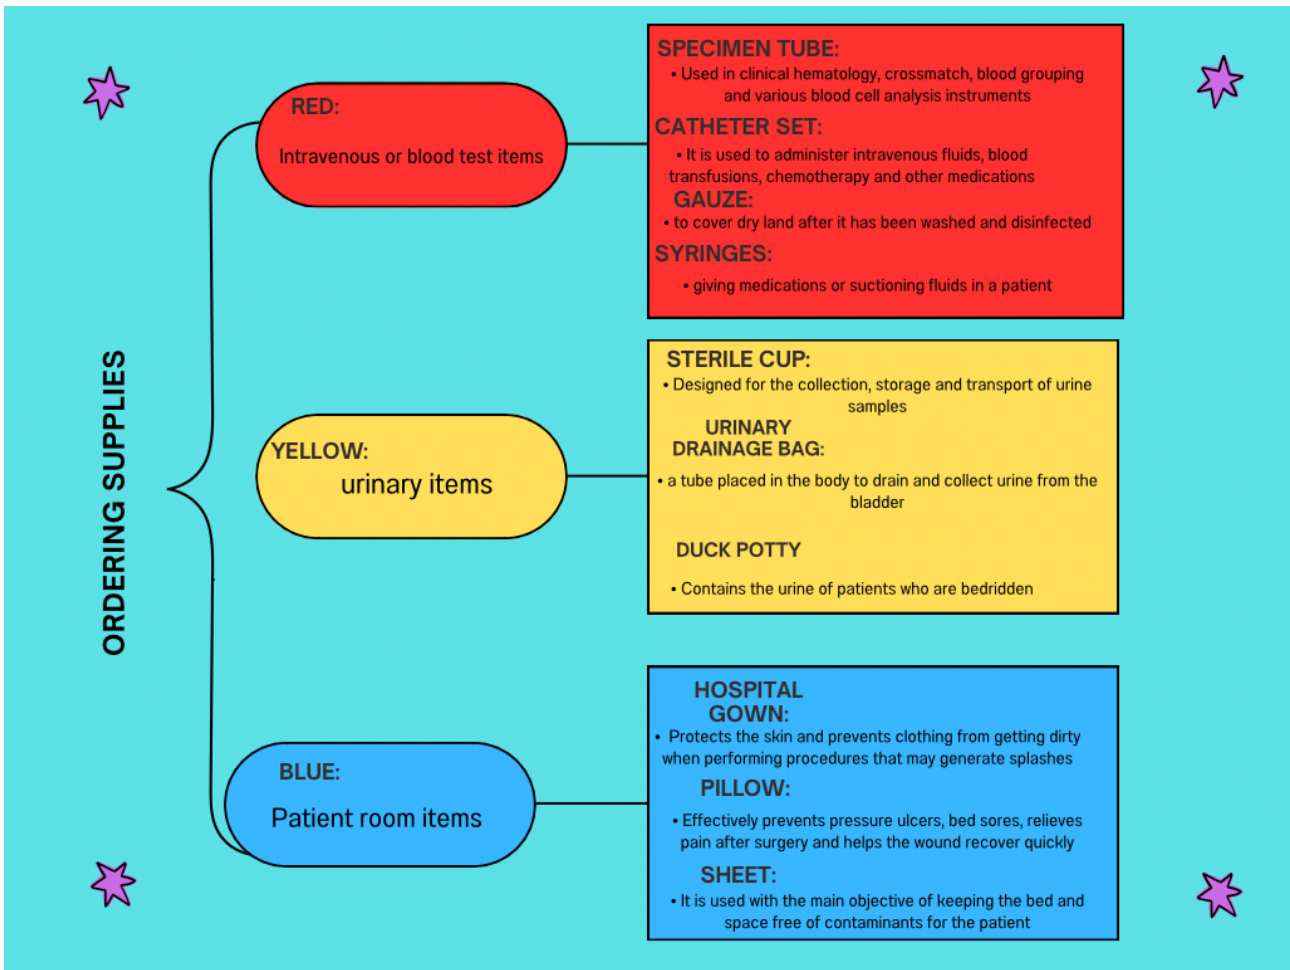 ORDERING SUPPLIES
RED:
Intravenous or blood test items
SPECIMEN TUBE:
• Used in clinical hematology, crossmatch, blood grouping
and various blood cell analysis instruments
CATHETER SET:
• It is used to administer intravenous fluids, blood
transfusions, chemotherapy and other medications
GAUZE:
• to cover dry land after it has been washed and disinfected
SYRINGES:
• giving medications or suctioning fluids in a patient
YELLOW:
urinary items
STERILE CUP:
• Designed for the collection, storage and transport of urine
samples
URINARY
DRAINAGE BAG:
• a tube placed in the body to drain and collect urine from the
bladder
DUCK POTTY
• Contains the urine of patients who are bedridden
BLUE:
Patient room items
HOSPITAL
GOWN:
• Protects the skin and prevents clothing from getting dirty
when performing procedures that may generate splashes
PILLOW:
• Effectively prevents pressure ulcers, bed sores, relieves
pain after surgery and helps the wound recover quickly
SHEET:
• It is used with the main objective of keeping the bed and
space free of contaminants for the patient